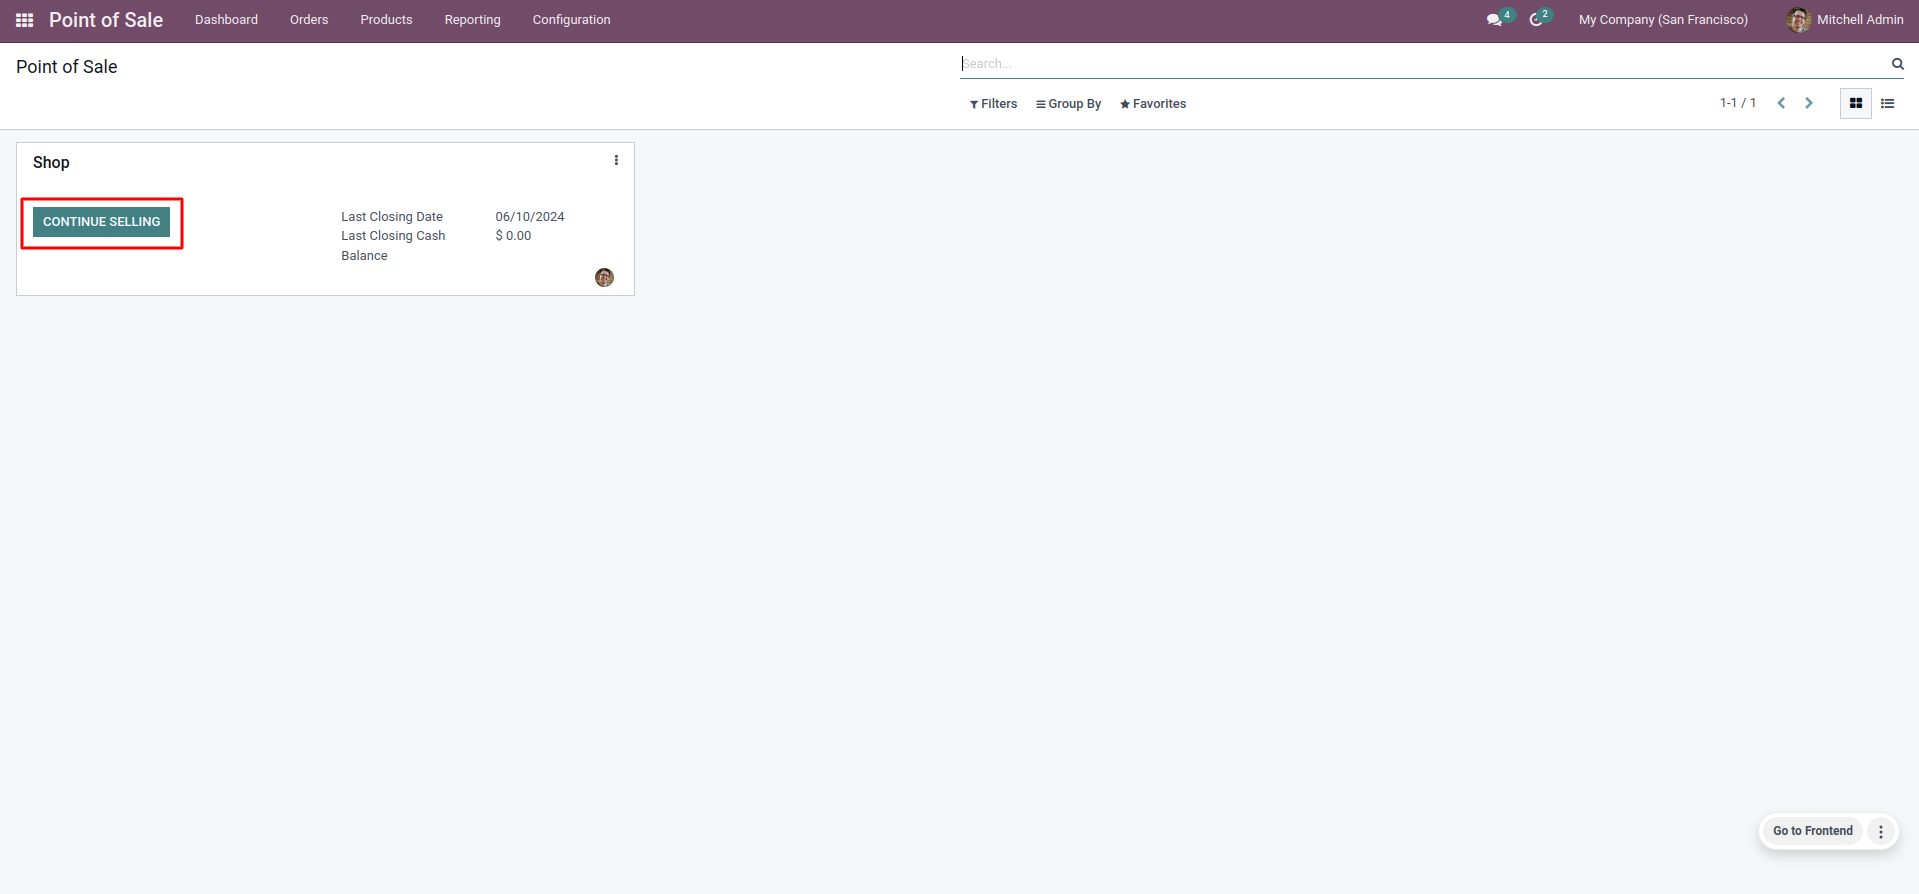 Point of Sale Dashboard Orders Products Reporting Configuration 4 2 My Company (San Francisco) Mitchell Admin
Point of Sale
Search...
Filters Group By Favorites 1-1 / 1
Shop
CONTINUE SELLING
Last Closing Date 06/10/2024
Last Closing Cash $ 0.00
Balance
Go to Frontend